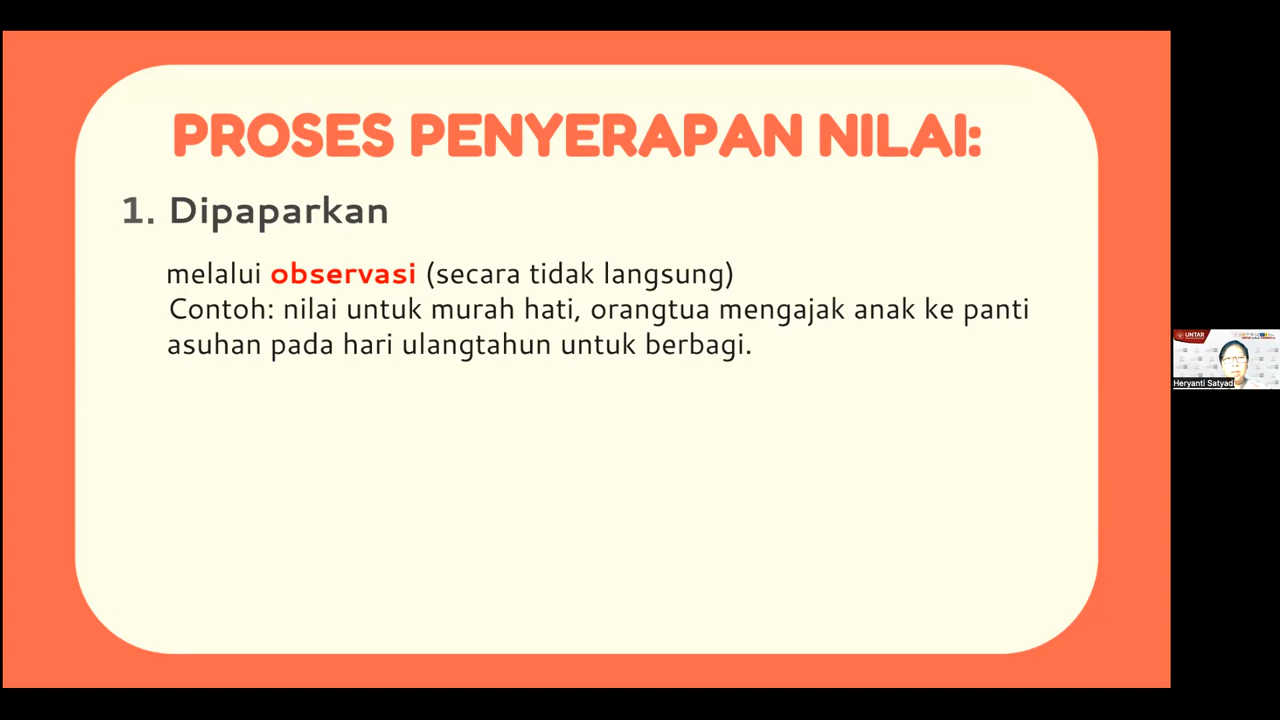 PROSES PENYERAPAN NILAI:
1. Dipaparkan
melalui observasi (secara tidak langsung)
Contoh: nilai untuk murah hati, orangtua mengajak anak ke panti
asuhan pada hari ulangtahun untuk berbagi.
UNTAR
Heryanti Satyad